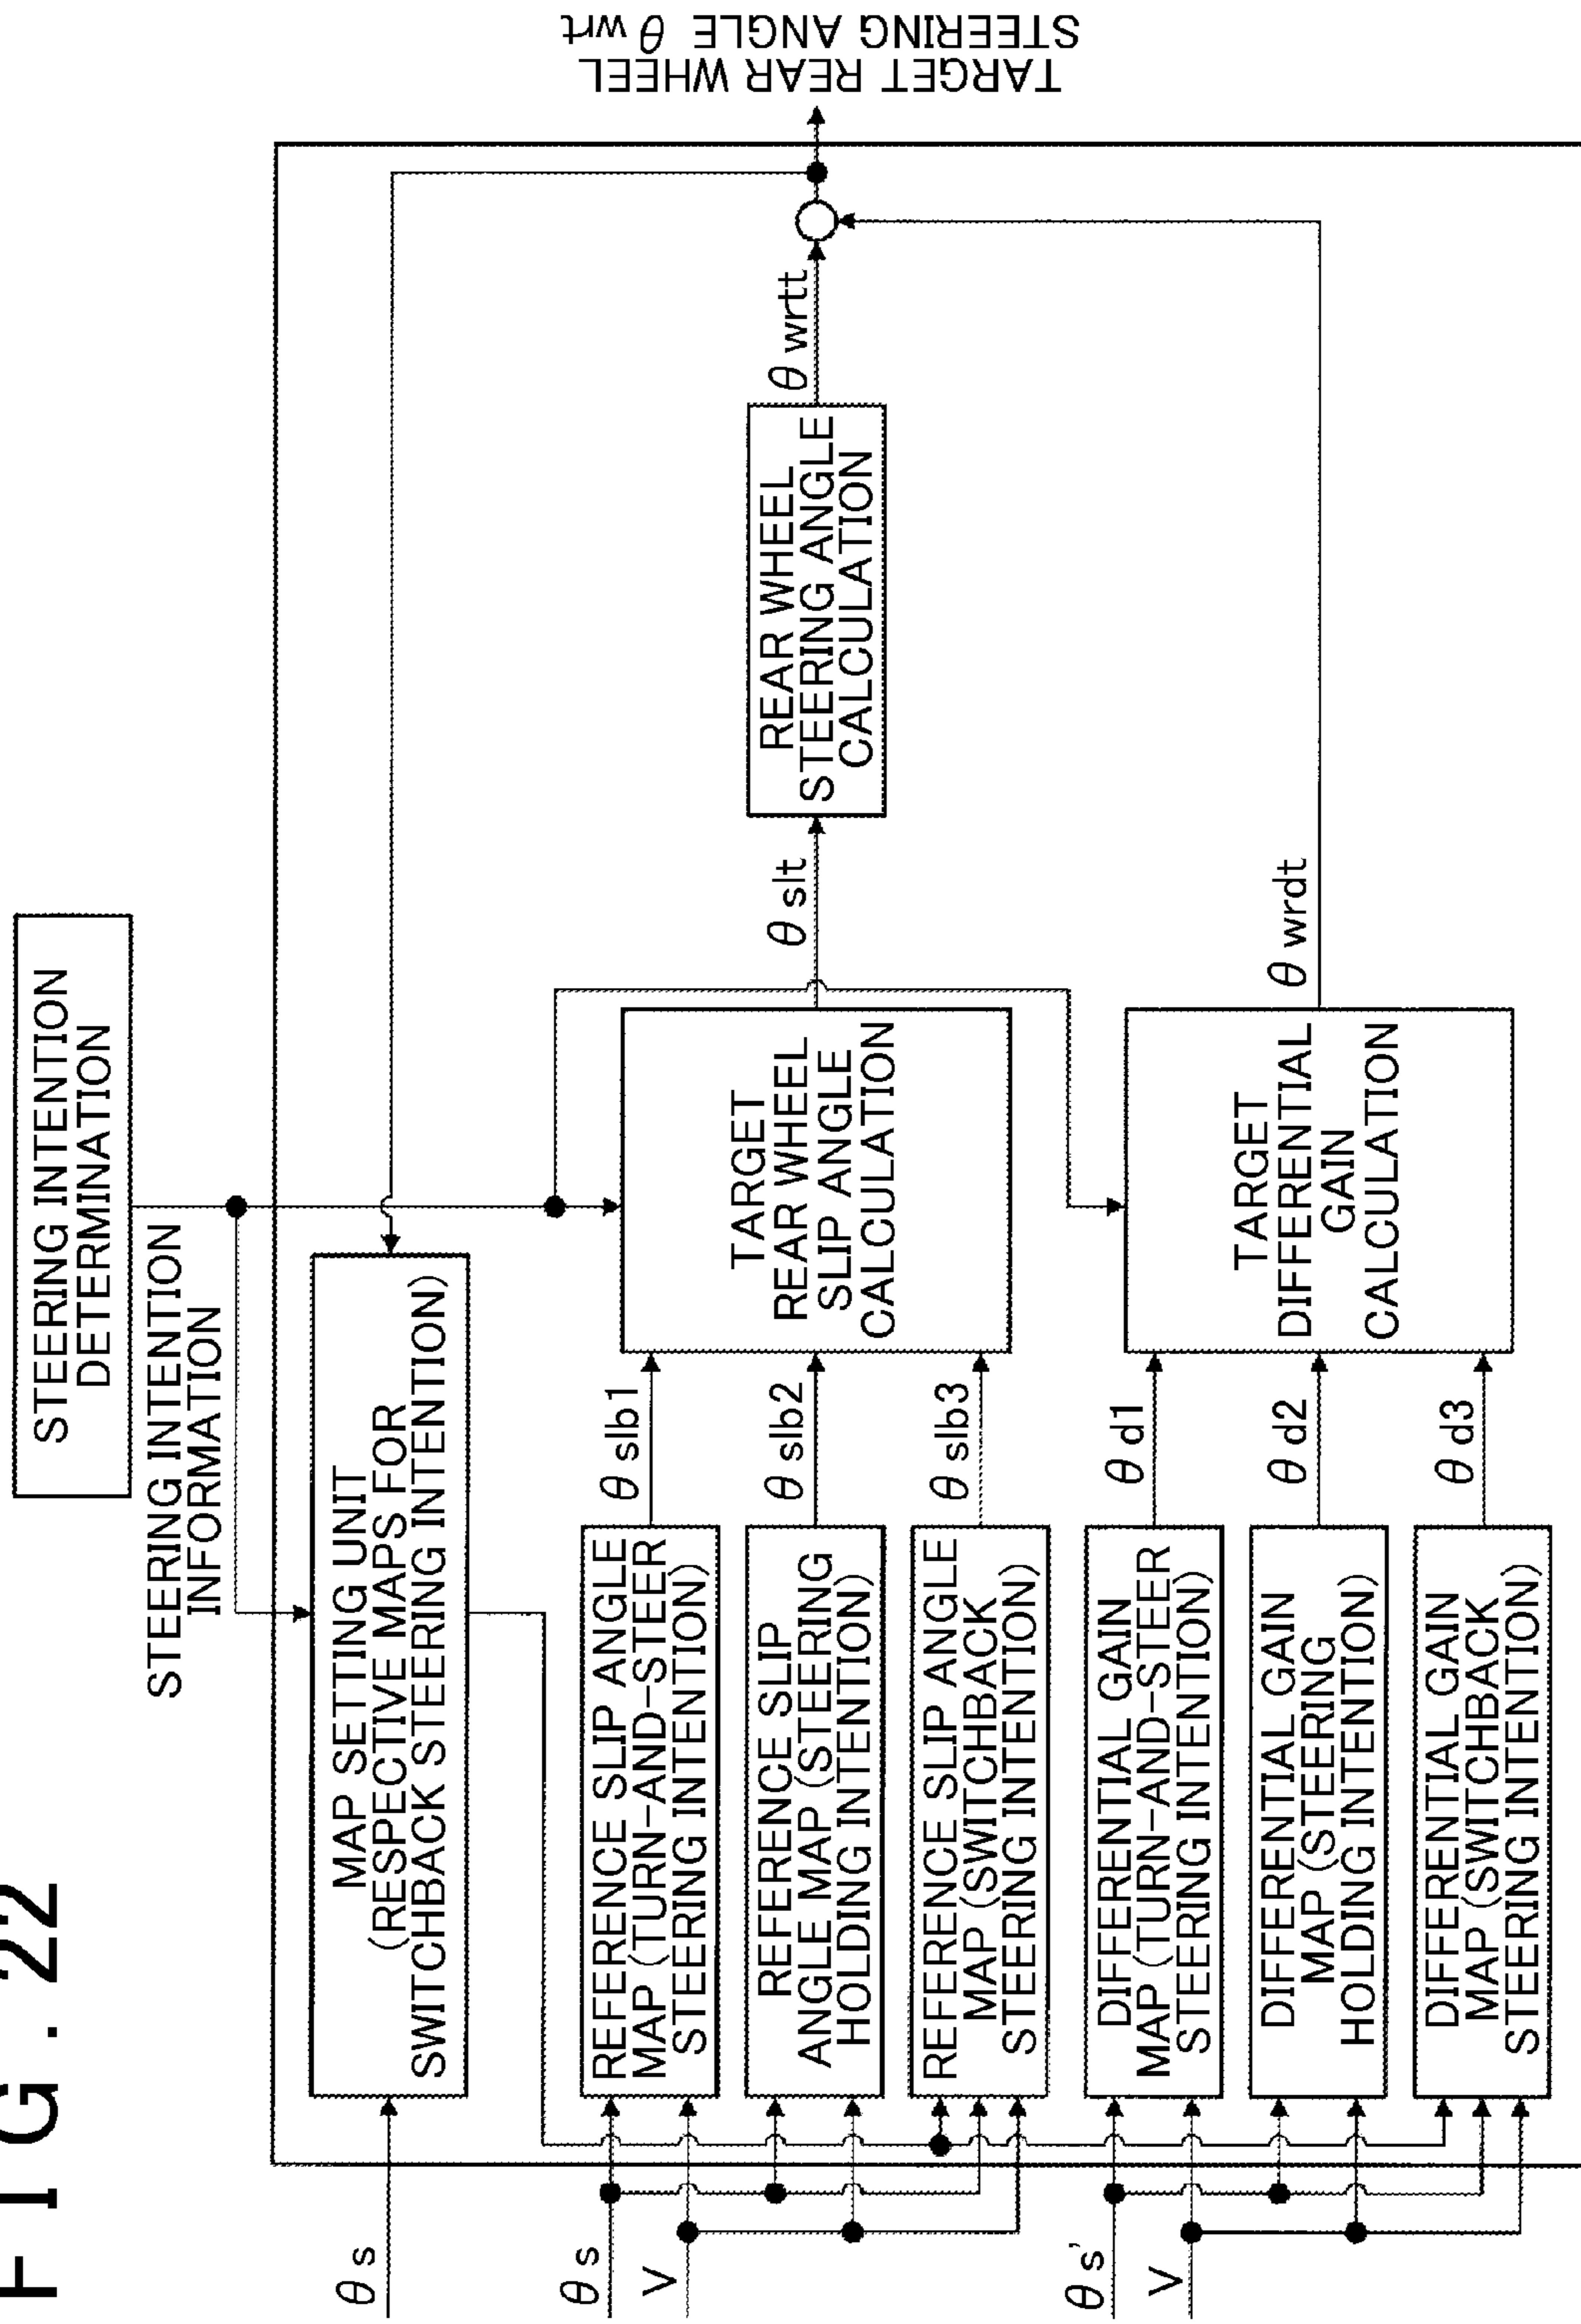 FIG. 22
STEERING INTENTION
DETERMINATION
STEERING INTENTION
INFORMATION
θs
MAP SETTING UNIT
(RESPECTIVE MAPS FOR
SWITCHBACK STEERING INTENTION)
θs
V
REFERENCE SLIP ANGLE
MAP (TURN-AND-STEER
STEERING INTENTION)
θslb1
REFERENCE SLIP
ANGLE MAP (STEERING
HOLDING INTENTION)
θslb2
REFERENCE SLIP ANGLE
MAP (SWITCHBACK
STEERING INTENTION)
θslb3
TARGET
REAR WHEEL
SLIP ANGLE
CALCULATION
θslt
REAR WHEEL
STEERING ANGLE
CALCULATION
θwrtt
TARGET REAR WHEEL
STEERING ANGLE θwrt
θs'
V
DIFFERENTIAL GAIN
MAP (TURN-AND-STEER
STEERING INTENTION)
θd1
DIFFERENTIAL GAIN
MAP (STEERING
HOLDING INTENTION)
θd2
DIFFERENTIAL GAIN
MAP (SWITCHBACK
STEERING INTENTION)
θd3
TARGET
DIFFERENTIAL
GAIN
CALCULATION
θwrdt